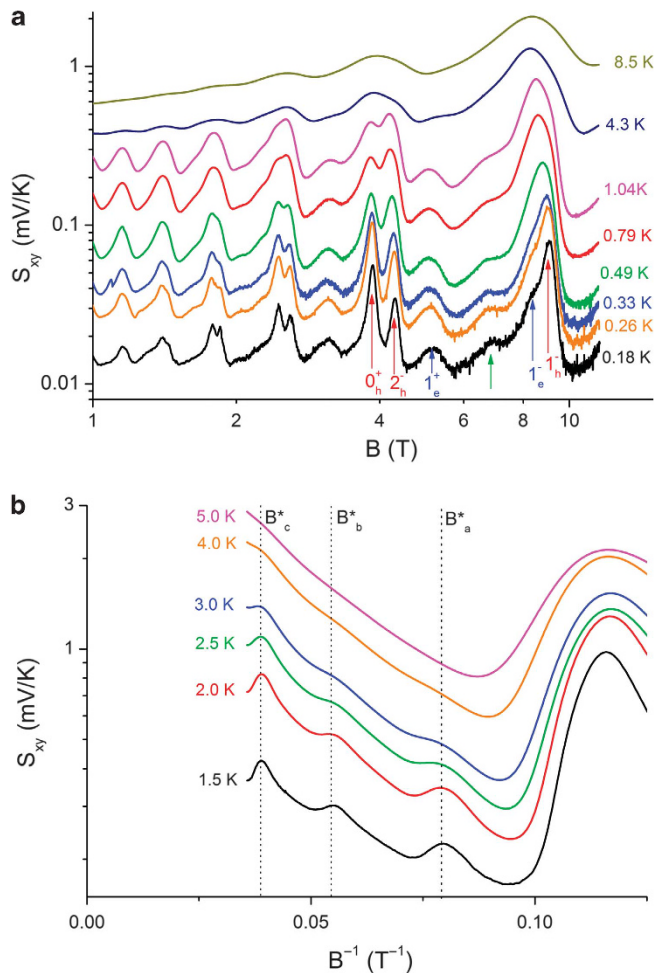 a
1
0.1
0.01
S_xy (mV/K)
8.5 K
4.3 K
1.04K
0.79 K
0.49 K
0.33 K
0.26 K
0.18 K
0_h^+
2_h^-
1_e^+
1_e^-
1_h^-
1
2
4
6
8
10
B (T)
b
3
1
S_xy (mV/K)
5.0 K
4.0 K
3.0 K
2.5 K
2.0 K
1.5 K
B*_c
B*_b
B*_a
0.00
0.05
0.10
B^-1 (T^-1)